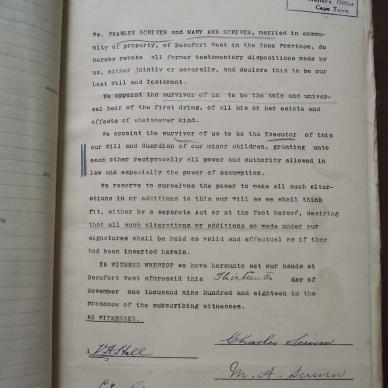 Master's Office
Cape Town
We, CHARLES SCRIVEN and MARY ANN SCRIVEN, married in commu-
nity of property, of Beaufort West in the Cape Province, do
hereby revoke all former testamentary dispositions made by
us, either jointly or severally, and declare this to be our
Last Will and Testament.
We appoint the survivor of us to be the sole and univer-
sal heir of the first dying, of all his or her estate and
effects of whatsoever kind.
We appoint the survivor of us to be the Executor of this
our Will and Guardian of our minor children, granting unto
each other reciprocally all power and authority allowed in
law and especially the power of assumption.
We reserve to ourselves the power to make all such alter-
ations in or additions to this our will as we shall think
fit, either by a separate Act or at the foot hereof, desiring
that all such alterations or additions so made under our
signatures shall be held as valid and effectual as if they
had been inserted herein.
IN WITNESS WHEREOF we have hereunto set our hands at
Beaufort West aforesaid this Thirteenth day of
November one thousand nine hundred and eighteen in the
presence of the subscribing witnesses.
AS WITNESSES.
Charles Scriven
1 V A Hall
M. A. Scriven